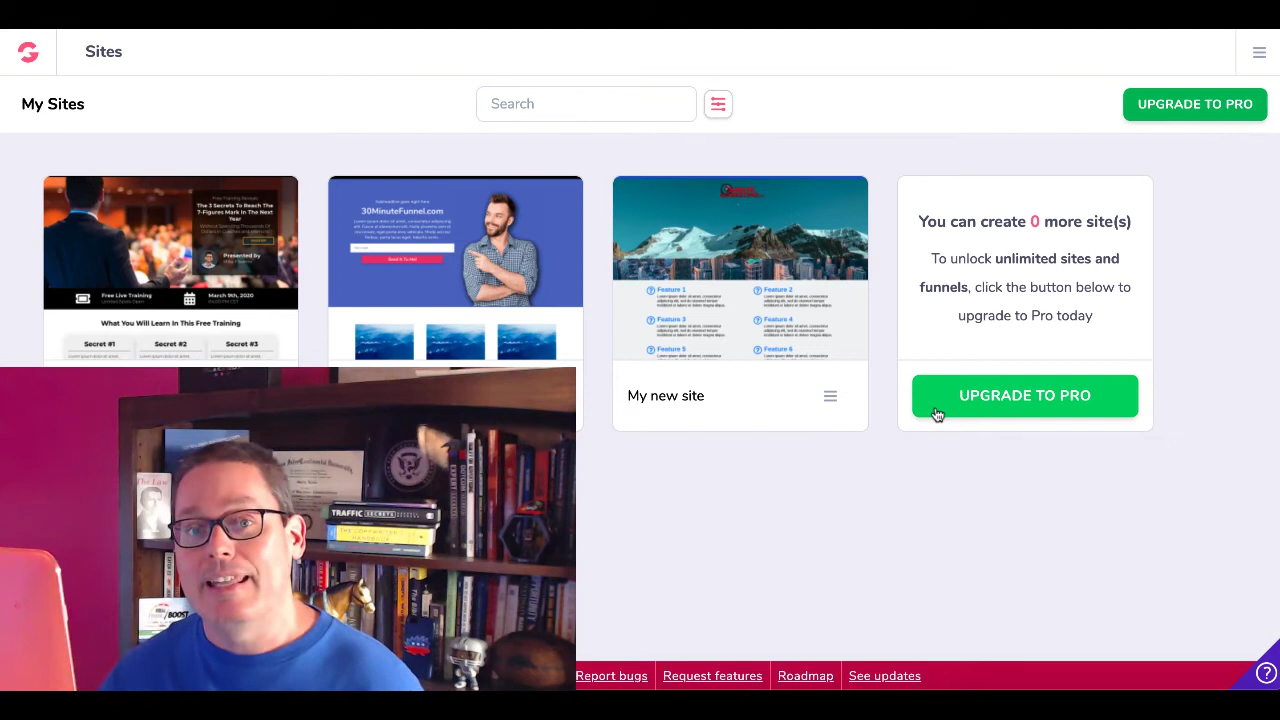 Sites
My Sites
Search
UPGRADE TO PRO
The 3 Secrets To Reach The
7-Figures Mark In The Next
Year
Presented by
Free Live Training
March 9th, 2020
What You Will Learn In This Free Training
Secret #1
Secret #2
Secret #3
30MinuteFunnel.com
Feature 1
Feature 2
Feature 3
Feature 4
Feature 5
Feature 6
My new site
You can create 0 more site(s)
To unlock unlimited sites and
funnels, click the button below to
upgrade to Pro today
UPGRADE TO PRO
The Law
TRAFFIC SECRETS
BOOST
Report bugs
Request features
Roadmap
See updates